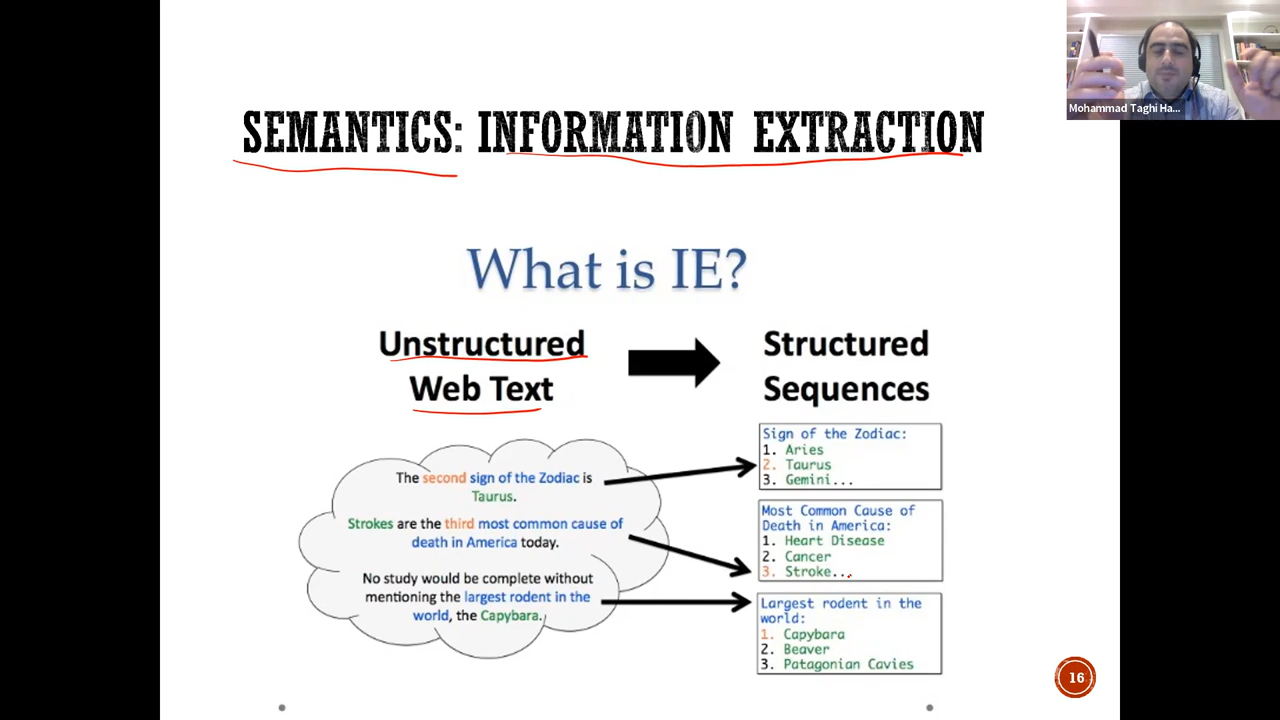 Mohammad Taghi Ha...
SEMANTICS: INFORMATION EXTRACTION
What is IE?
Unstructured
Web Text
Structured
Sequences
The second sign of the Zodiac is
Taurus.
Strokes are the third most common cause of
death in America today.
No study would be complete without
mentioning the largest rodent in the
world, the Capybara.
Sign of the Zodiac:
1. Aries
2. Taurus
3. Gemini...
Most Common Cause of
Death in America:
1. Heart Disease
2. Cancer
3. Stroke...
Largest rodent in the
world:
1. Capybara
2. Beaver
3. Patagonian Cavies
16